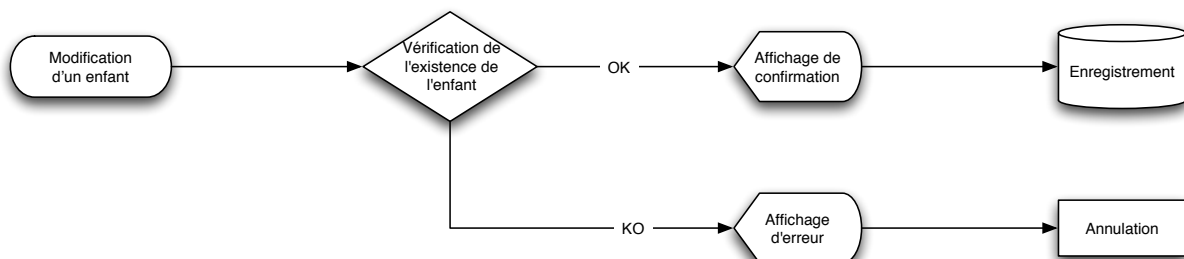 Modification
d'un enfant
Vérification de
l'existence de
l'enfant
OK
Affichage de
confirmation
Enregistrement
KO
Affichage
d'erreur
Annulation